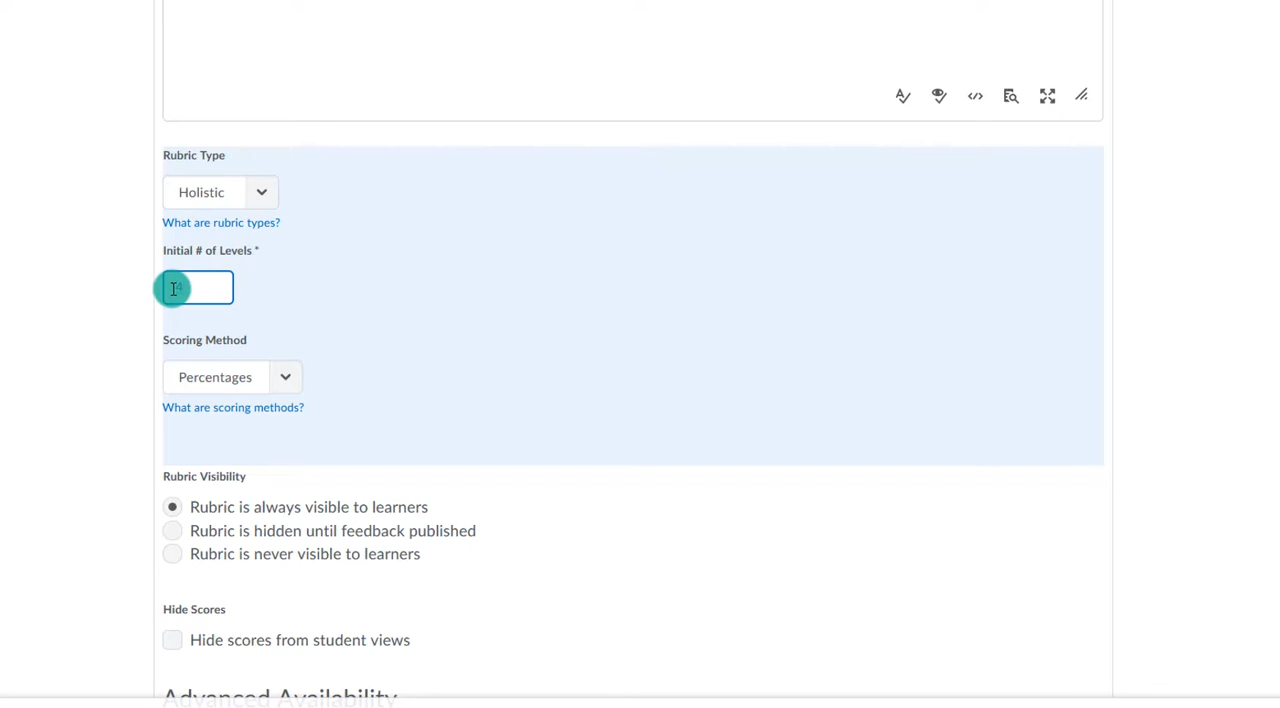 Rubric Type
Holistic
What are rubric types?
Initial # of Levels *
4
Scoring Method
Percentages
What are scoring methods?
Rubric Visibility
Rubric is always visible to learners
Rubric is hidden until feedback published
Rubric is never visible to learners
Hide Scores
Hide scores from student views
Advanced Availability